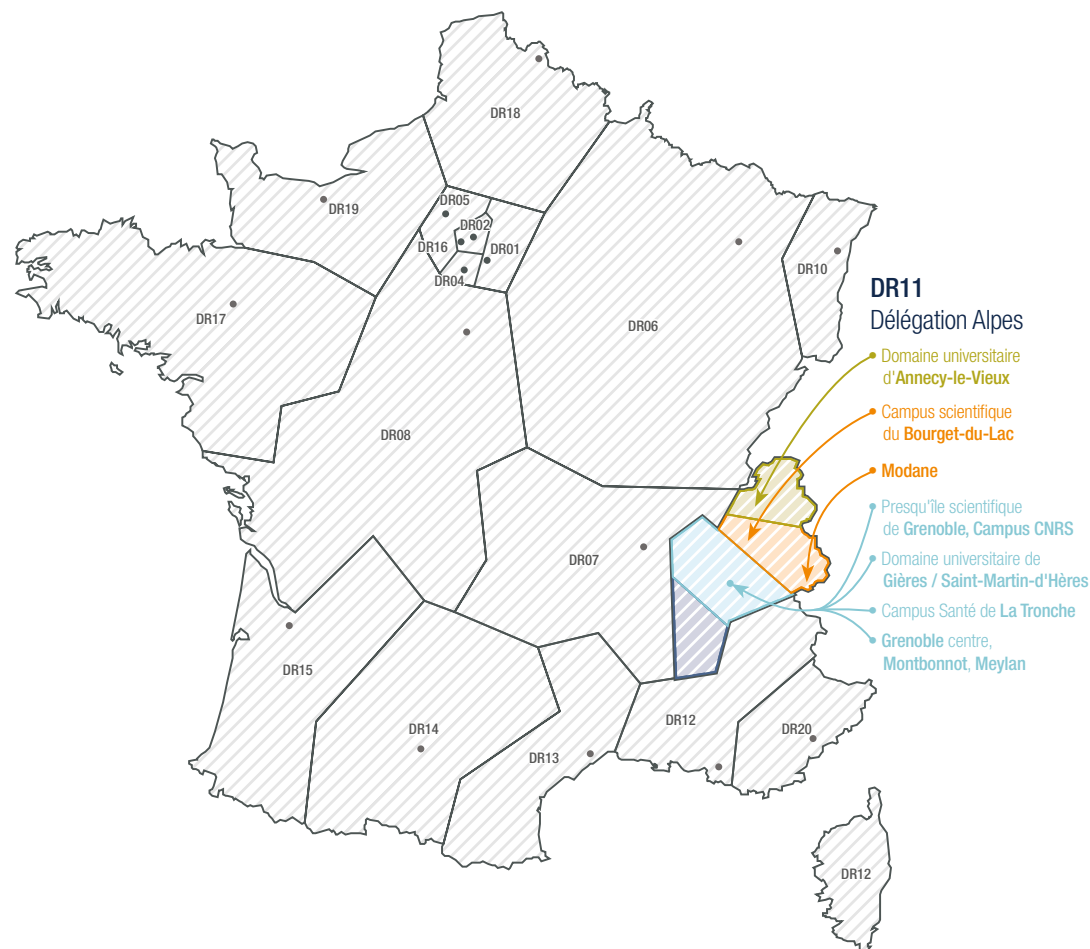 DR18
DR05
DR19
DR02
DR16
DR01
DR04
DR10
DR17
DR06
DR08
DR07
DR15
DR14
DR13
DR12
DR20
DR12
DR11
Délégation Alpes
Domaine universitaire
d'Annecy-le-Vieux
Campus scientifique
du Bourget-du-Lac
Modane
Presqu'île scientifique
de Grenoble, Campus CNRS
Domaine universitaire de
Gières / Saint-Martin-d'Hères
Campus Santé de La Tronche
Grenoble centre,
Montbonnot, Meylan